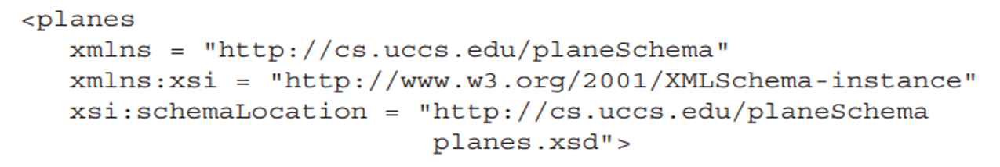 <planes
xmlns = "http://cs.uccs.edu/planeSchema"
xmlns:xsi = "http://www.w3.org/2001/XMLSchema-instance"
xsi:schemaLocation = "http://cs.uccs.edu/planeSchema
planes.xsd">